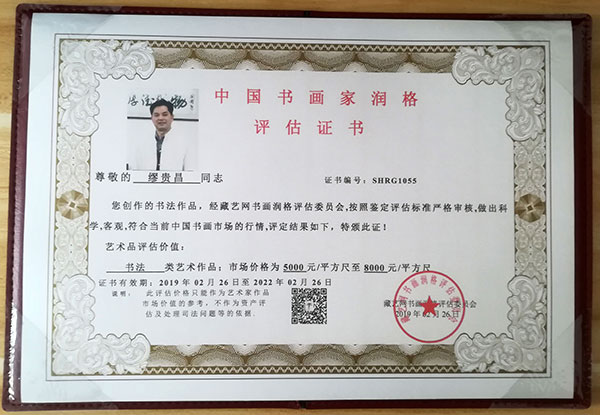 中国书画家润格
评估证书
尊敬的 缪贵昌 同志
证书编号：SHRG1055
您创作的书法作品，经藏艺网书画润格评估委员会,按照鉴定评估标准严格审核,做出科
学,客观,符合当前中国书画市场的行情,评定结果如下，特颁此证！
艺术品评估价值：
书法 类艺术作品；市场价格为 5000 元/平方尺至 8000 元/平方尺
证书有效期：2019 年 02 月 26 日至 2022 年 02 月 26 日
说明： 此评估价格只能作为艺术家作品
市场价值的参考，不作为资产评
估及处理司法问题等的依据.
藏艺网书画润格评估委员会
2019 年 02 月 26 日